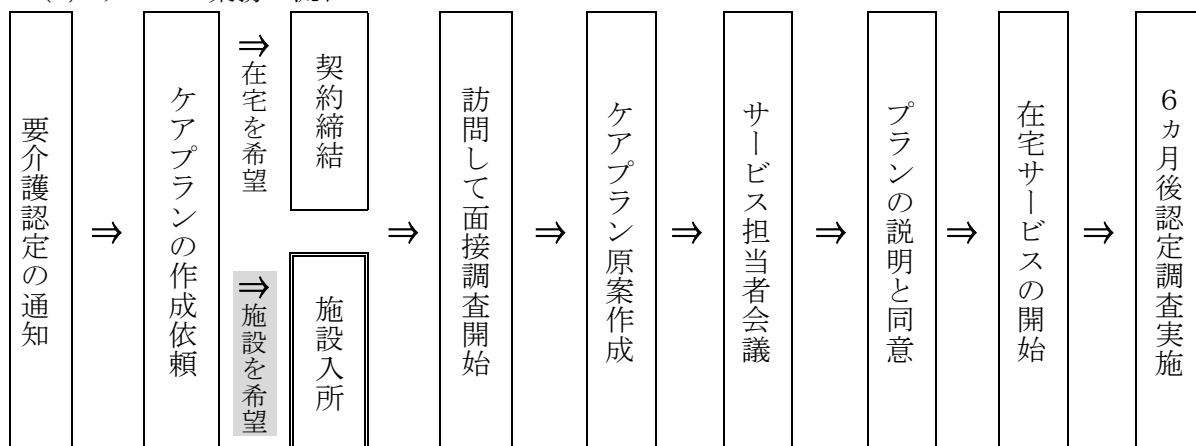 要介護認定の通知
⇒
ケアプランの作成依頼
⇒在宅を希望
契約締結
⇒施設を希望
施設入所
⇒
訪問して面接調査開始
⇒
ケアプラン原案作成
⇒
サービス担当者会議
⇒
プランの説明と同意
⇒
在宅サービスの開始
⇒
6ヵ月後認定調査実施